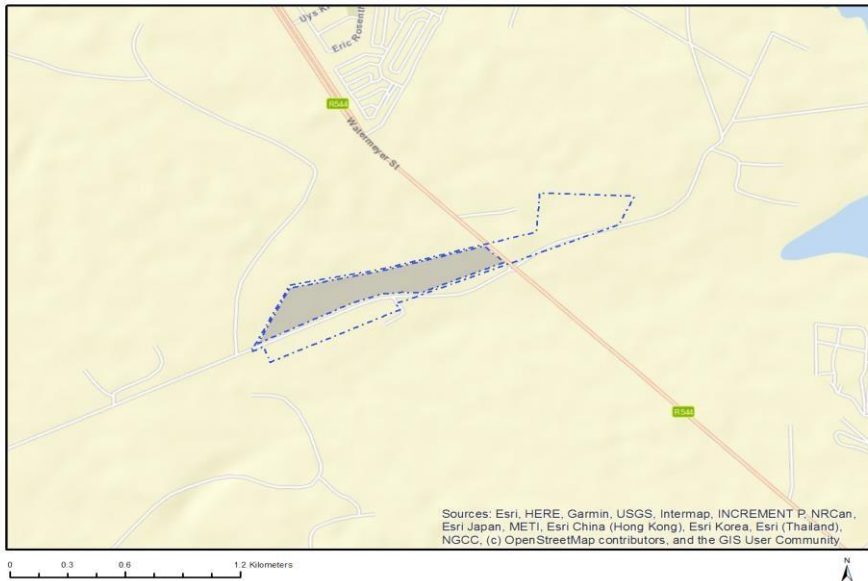 Uys K
Eric Rosent
R544
Watermeyer St
R544
Sources: Esri, HERE, Garmin, USGS, Intermap, INCREMENT P, NRCan,
Esri Japan, METI, Esri China (Hong Kong), Esri Korea, Esri (Thailand),
NGCC, (c) OpenStreetMap contributors, and the GIS User Community
0 0.3 0.6 1.2 Kilometers
N